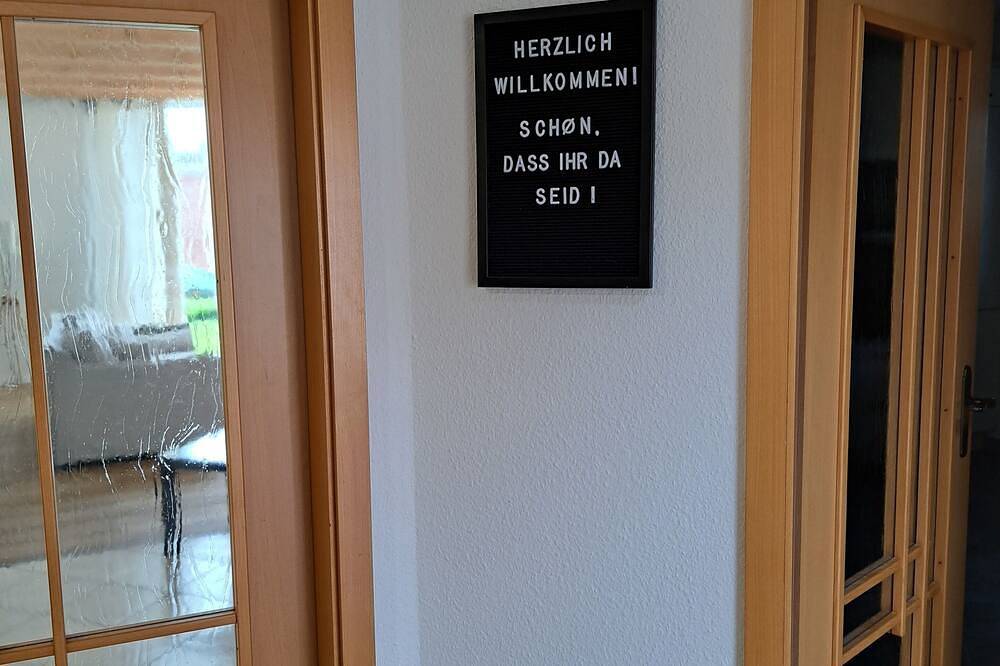 HERZLICH
WILLKOMMEN!
SCHØN,
DASS IHR DA
SEID !